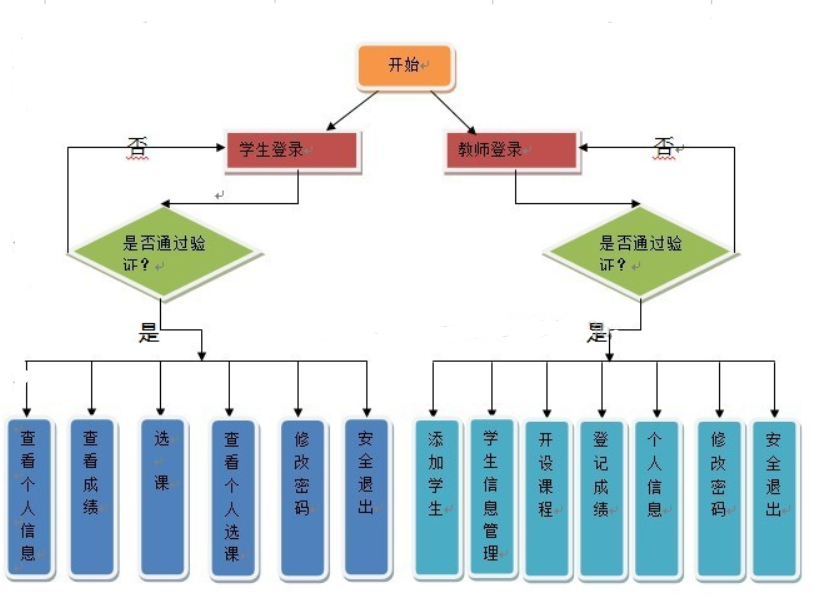 开始
学生登录
教师登录
否
否
是否通过验
证?
是否通过验
证?
是
是
查看个人信息
查看成绩
选课
查看个人选课
修改密码
安全退出
添加学生
学生信息管理
开设课程
登记成绩
个人信息
修改密码
安全退出